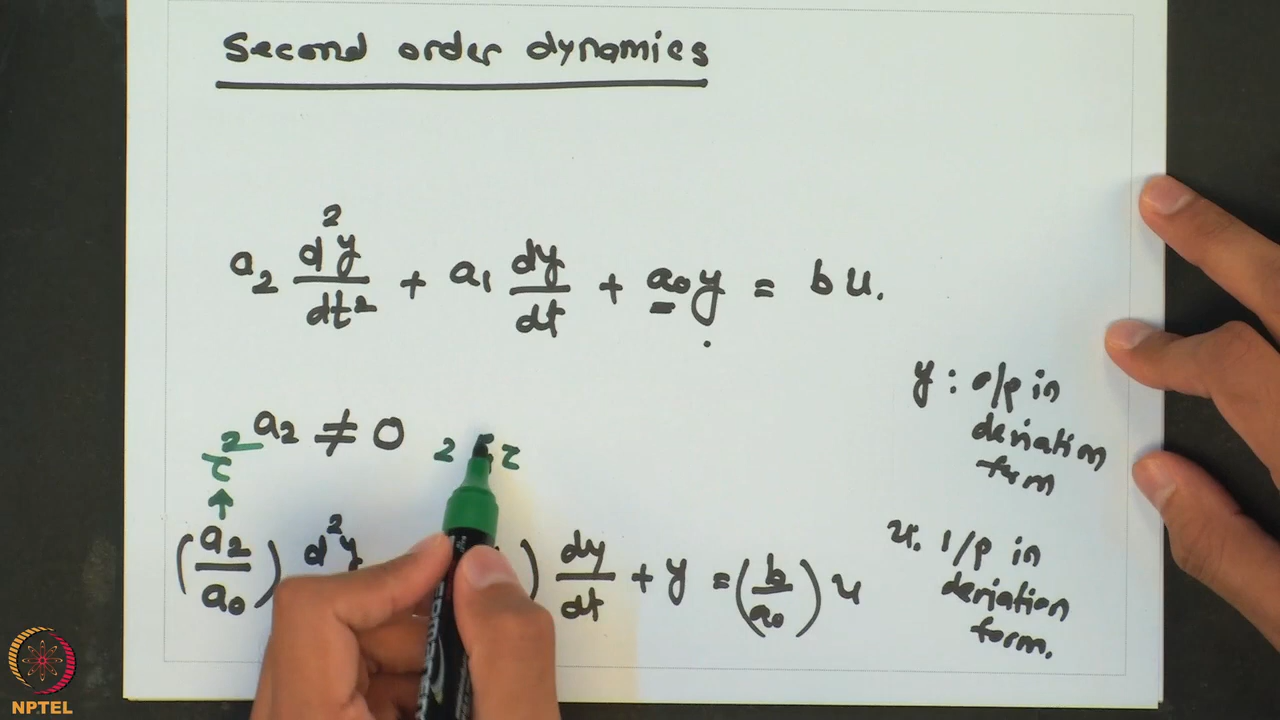 Second order dynamics
a₂ d²y/dt² + a₁ dy/dt + a₀y = bu.
y : o/p in
deviation
form
a₂ ≠ 0
τ² 2 τ
u. i/p in
deviation
form.
(a₂/a₀) d²y ) dy/dt + y = (b/a₀) u
NPTEL